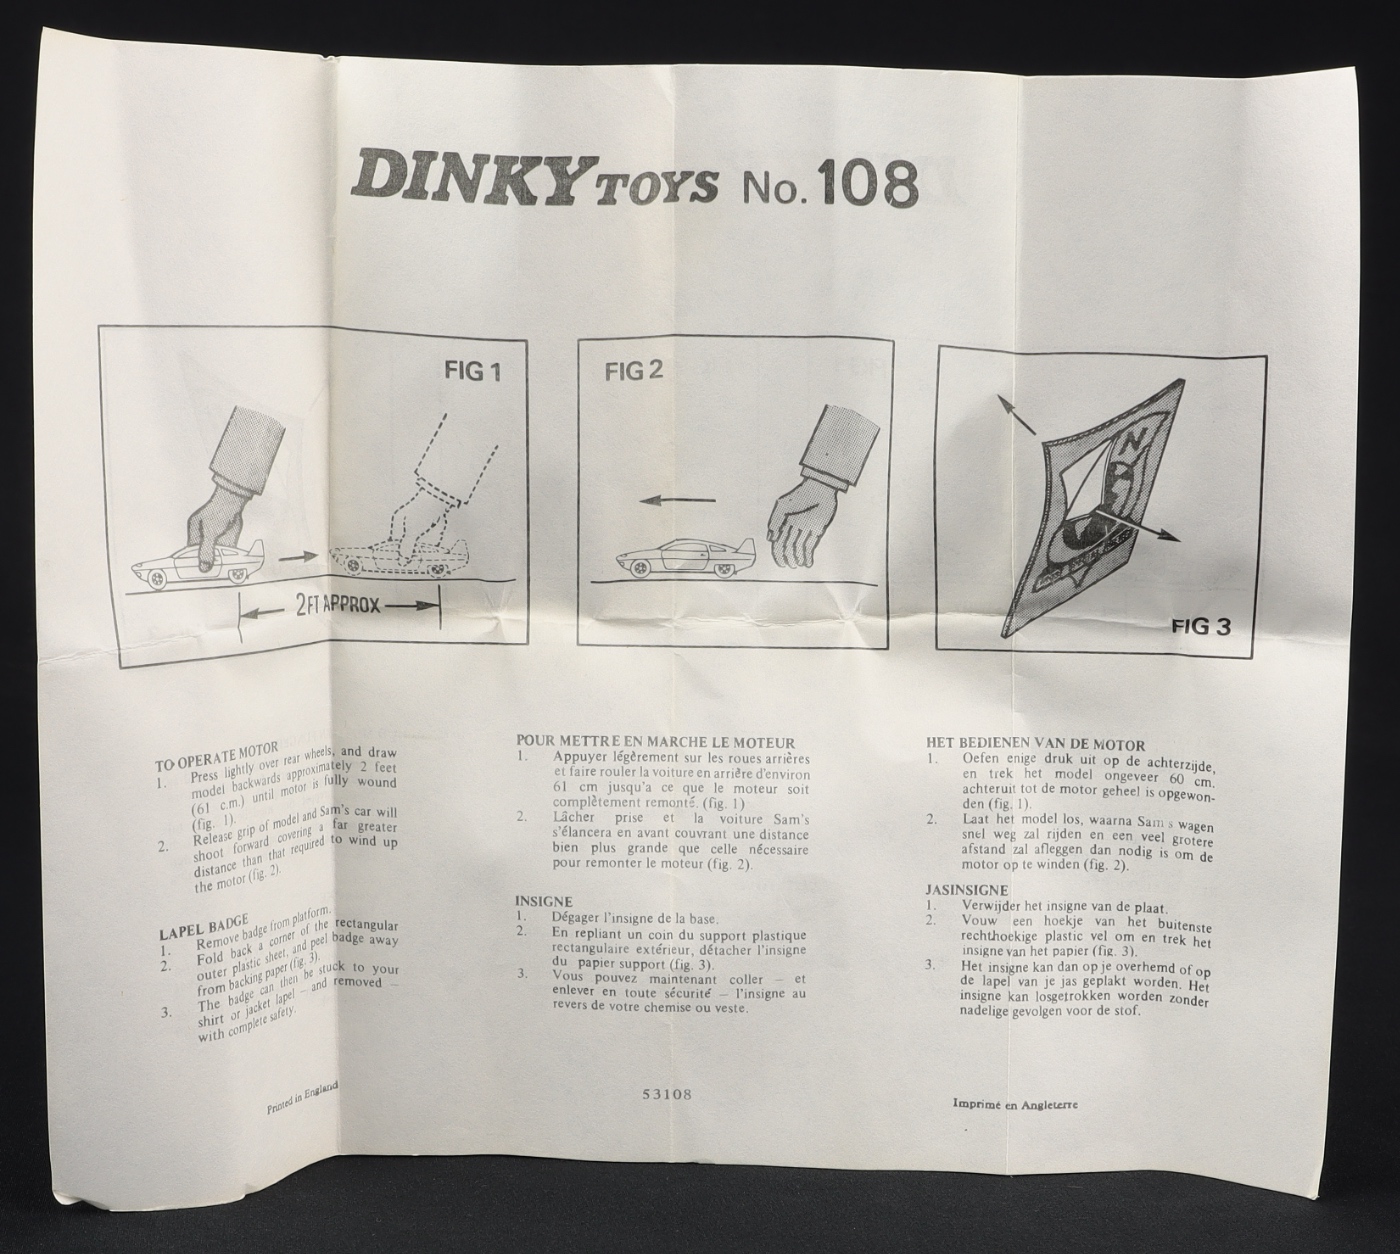 DINKY TOYS No. 108
FIG 1
2FT APPROX
FIG 2
FIG 3
TO OPERATE MOTOR
1. Press lightly over rear wheels, and draw
model backwards approximately 2 feet
(61 c.m.) until motor is fully wound
(fig. 1).
2. Release grip of model and Sam's car will
shoot forward covering a far greater
distance than that required to wind up
the motor (fig. 2).
LAPEL BADGE
1. Remove badge from platform.
2. Fold back a corner of the rectangular
outer plastic sheet, and peel badge away
from backing paper (fig. 3).
3. The badge can then be stuck to your
shirt or jacket lapel – and removed –
with complete safety.
Printed in England
POUR METTRE EN MARCHE LE MOTEUR
1. Appuyer légèrement sur les roues arrières
et faire rouler la voiture en arrière d'environ
61 cm jusqu'a ce que le moteur soit
complètement remonté. (fig. 1)
2. Lâcher prise et la voiture Sam's
s'élancera en avant couvrant une distance
bien plus grande que celle nécessaire
pour remonter le moteur (fig. 2).
INSIGNE
1. Dégager l'insigne de la base.
2. En repliant un coin du support plastique
rectangulaire extérieur, détacher l'insigne
du papier support (fig. 3).
3. Vous pouvez maintenant coller – et
enlever en toute sécurité – l'insigne au
revers de votre chemise ou veste.
53108
HET BEDIENEN VAN DE MOTOR
1. Oefen enige druk uit op de achterzijde,
en trek het model ongeveer 60 cm.
achteruit tot de motor geheel is opgewon-
den (fig. 1).
2. Laat het model los, waarna Sam's wagen
snel weg zal rijden en een veel grotere
afstand zal afleggen dan nodig is om de
motor op te winden (fig. 2).
JASINSIGNE
1. Verwijder het insigne van de plaat.
2. Vouw een hoekje van het buitenste
rechthoekige plastic vel om en trek het
insigne van het papier (fig. 3).
3. Het insigne kan dan op je overhemd of op
de lapel van je jas geplakt worden. Het
insigne kan losgetrokken worden zonder
nadelige gevolgen voor de stof.
Imprimé en Angleterre